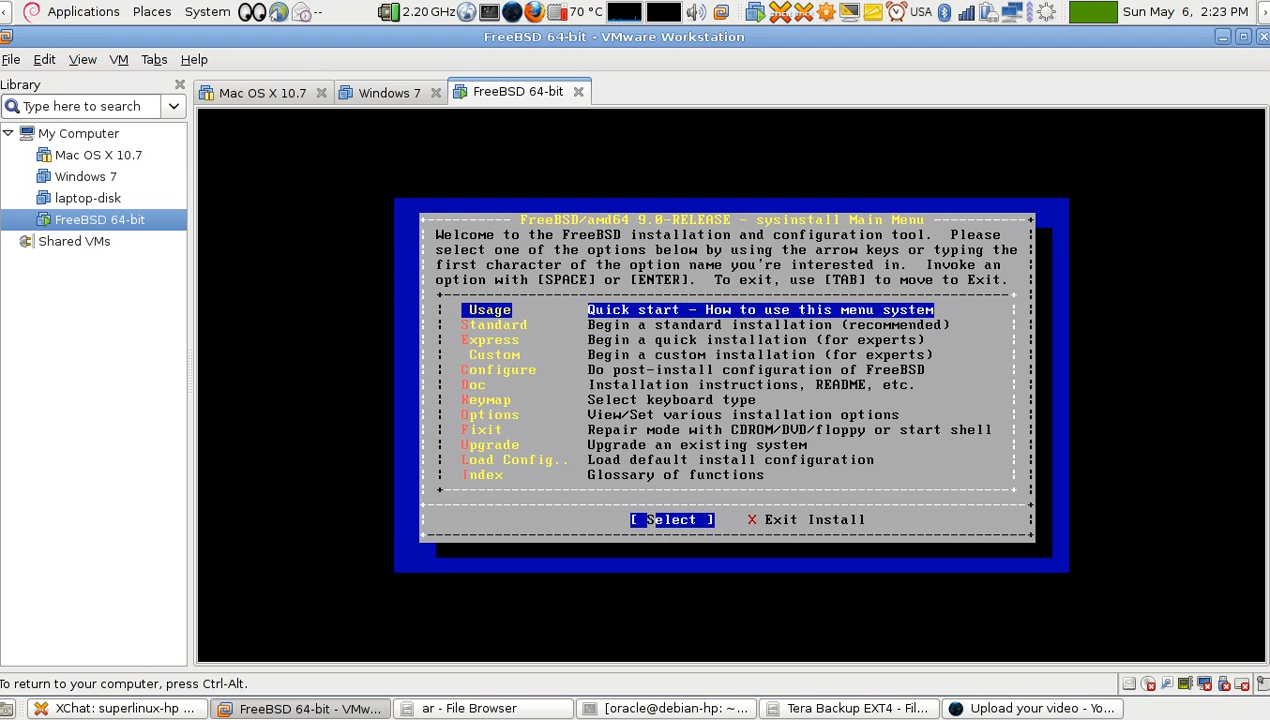 Applications Places System -- 2.20 GHz 70 °C USA Sun May 6, 2:23 PM
FreeBSD 64-bit - VMware Workstation
File Edit View VM Tabs Help
Library
Mac OS X 10.7 Windows 7 FreeBSD 64-bit
Type here to search
My Computer
Mac OS X 10.7
Windows 7
laptop-disk
FreeBSD 64-bit
Shared VMs
FreeBSD/amd64 9.0-RELEASE - sysinstall Main Menu
Welcome to the FreeBSD installation and configuration tool. Please
select one of the options below by using the arrow keys or typing the
first character of the option name you're interested in. Invoke an
option with [SPACE] or [ENTER]. To exit, use [TAB] to move to Exit.
Usage Quick start - How to use this menu system
Standard Begin a standard installation (recommended)
Express Begin a quick installation (for experts)
Custom Begin a custom installation (for experts)
Configure Do post-install configuration of FreeBSD
Doc Installation instructions, README, etc.
Keymap Select keyboard type
Options View/Set various installation options
Fixit Repair mode with CDROM/DVD/floppy or start shell
Upgrade Upgrade an existing system
Load Config.. Load default install configuration
Index Glossary of functions
[ Select ] X Exit Install
To return to your computer, press Ctrl-Alt.
XChat: superlinux-hp ... FreeBSD 64-bit - VMw... ar - File Browser [oracle@debian-hp: ~... Tera Backup EXT4 - Fil... Upload your video - Yo...